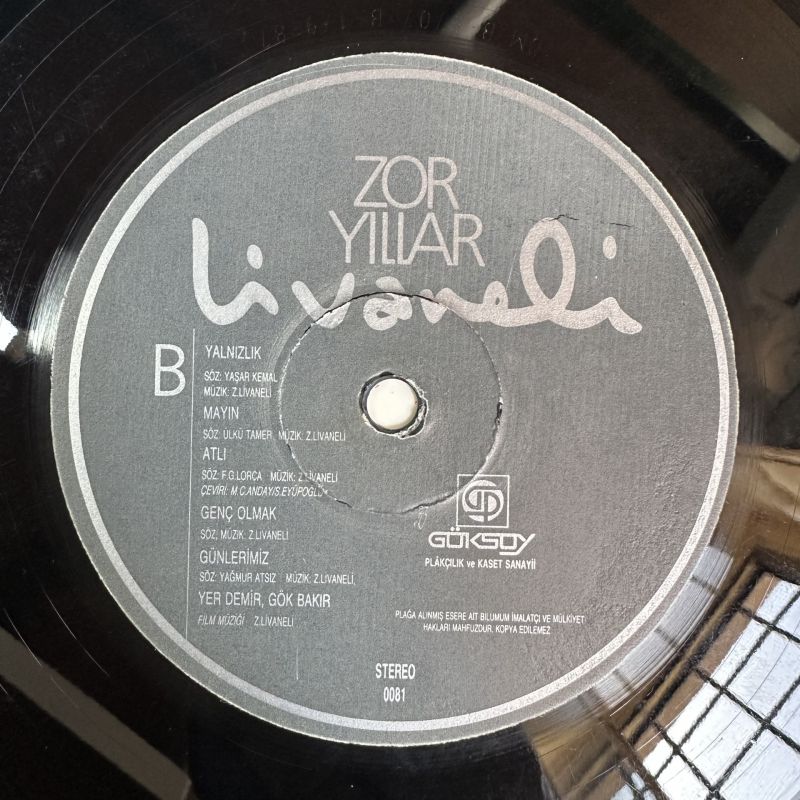 ZOR
YILLAR
livaneli
B
YALNIZLIK
SÖZ: YAŞAR KEMAL
MÜZİK: Z.LİVANELİ
MAYIN
SÖZ: ÜLKÜ TAMER MÜZİK: Z.LİVANELİ
ATLI
SÖZ: F.G.LORÇA MÜZİK: Z.LİVANELİ
ÇEVİRİ: M.C.ANDAY/S.EYÜPOĞLU
GENÇ OLMAK
SÖZ, MÜZİK: Z.LİVANELİ
GÜNLERİMİZ
SÖZ: YAĞMUR ATSIZ MÜZİK: Z.LİVANELİ,
YER DEMİR, GÖK BAKIR
FİLM MÜZİĞİ Z.LİVANELİ
GÖKSOY
PLÂKÇILIK ve KASET SANAYİİ
PLAĞA ALINMIŞ ESERE AİT BİLUMUM İMALATÇI VE MÜLKİYET
HAKLARI MAHFUZDUR. KOPYA EDİLEMEZ
STEREO
0081